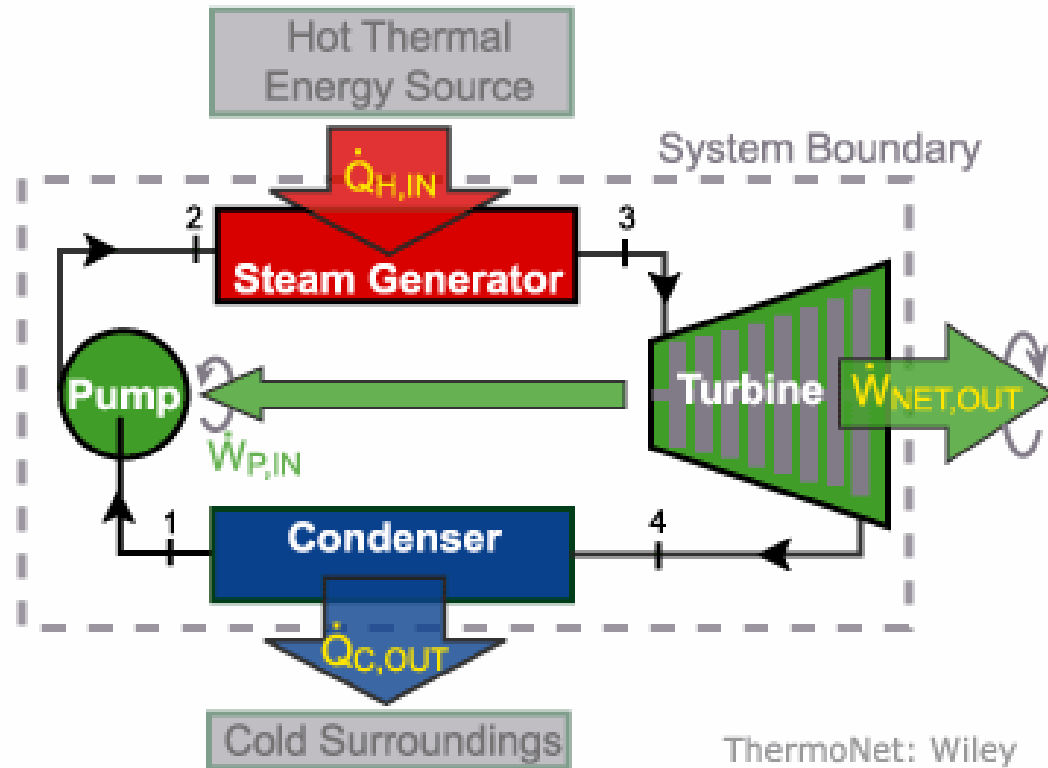 Hot Thermal
Energy Source
System Boundary
Q̇H,IN
2
3
Steam Generator
Pump
Turbine
ẆNET,OUT
ẆP,IN
1
Condenser
4
Q̇C,OUT
Cold Surroundings
ThermoNet: Wiley